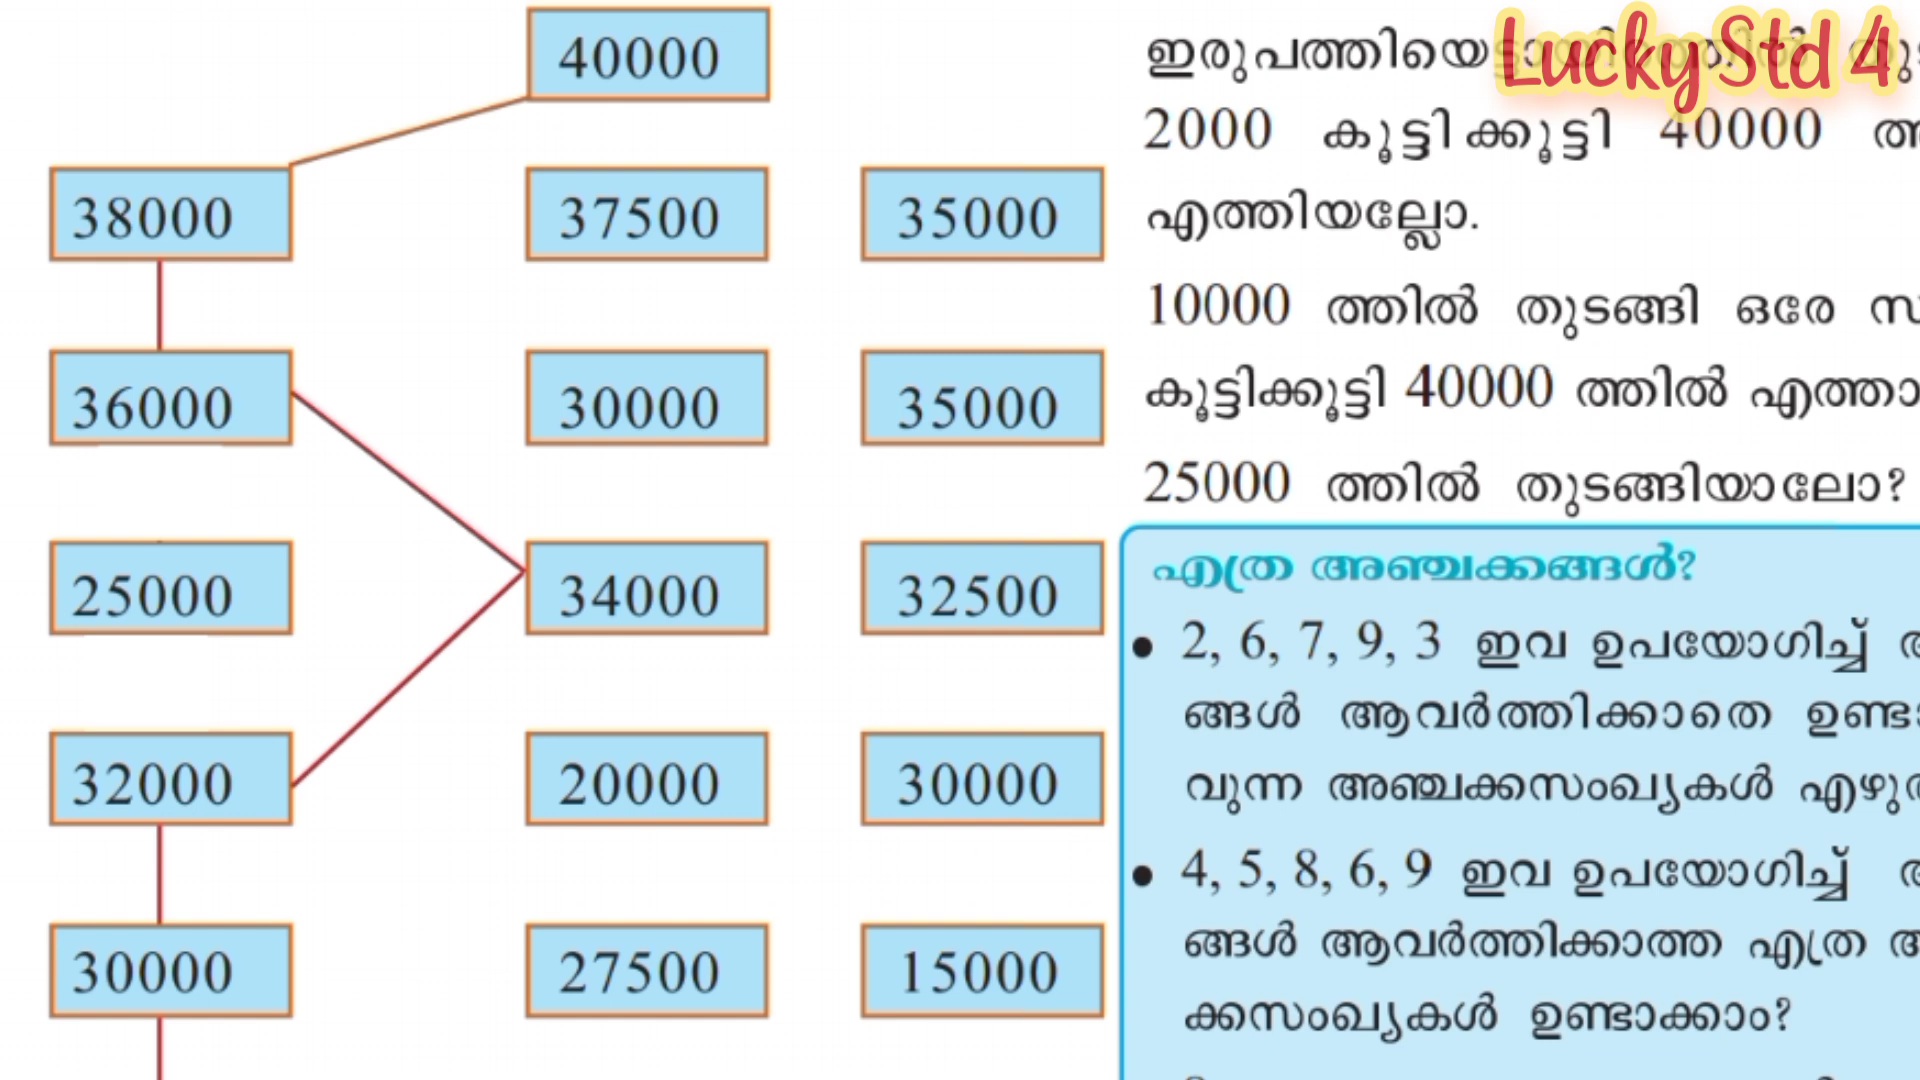 40000
38000 37500 35000
36000 30000 35000
25000 34000 32500
32000 20000 30000
30000 27500 15000
Lucky Std 4
2000 കൂട്ടിക്കൂട്ടി 40000
എത്തിയല്ലോ.
10000 ത്തിൽ തുടങ്ങി ഒരേ
കൂട്ടിക്കൂട്ടി 40000 ത്തിൽ
25000 ത്തിൽ തുടങ്ങിയാലോ?
എത്ര അഞ്ചക്കങ്ങൾ?
• 2, 6, 7, 9, 3 ഇവ ഉപയോഗിച്ച്
ങ്ങൾ ആവർത്തിക്കാതെ
വുന്ന അഞ്ചക്കസംഖ്യകൾ
• 4, 5, 8, 6, 9 ഇവ ഉപയോഗിച്ച്
ങ്ങൾ ആവർത്തിക്കാത്ത എത്ര
ക്കസംഖ്യകൾ ഉണ്ടാക്കാം?